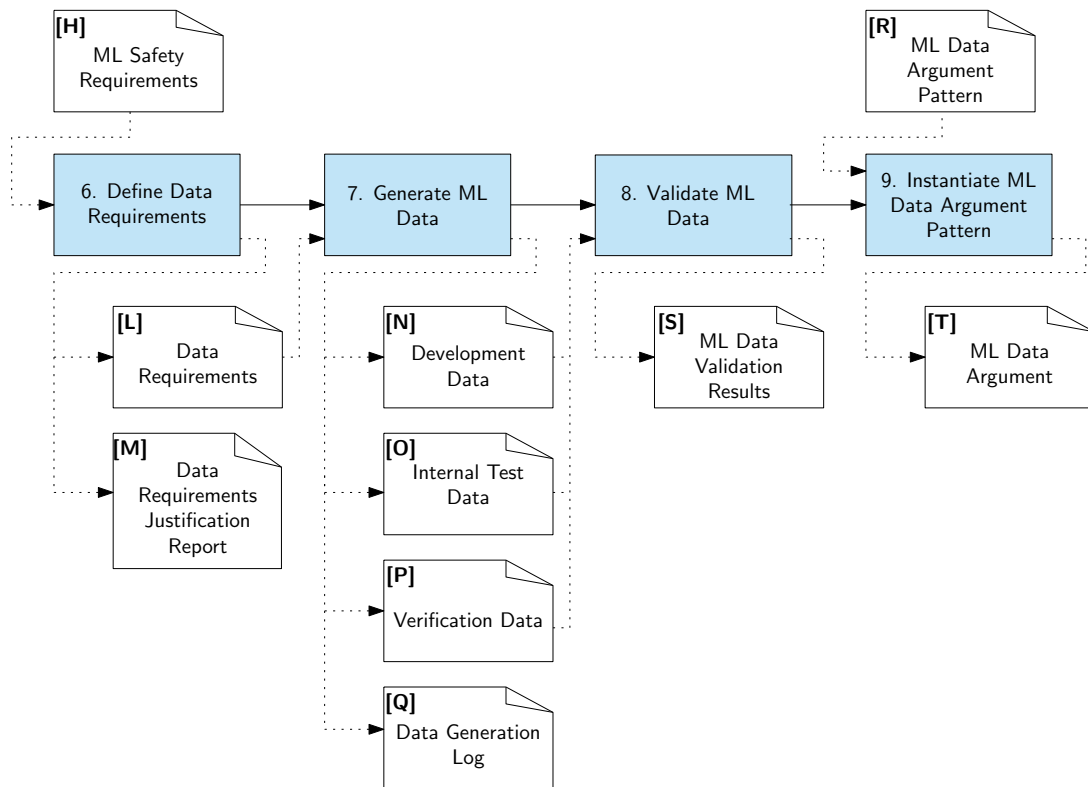 [H]
ML Safety
Requirements
[R]
ML Data
Argument
Pattern
6. Define Data
Requirements
7. Generate ML
Data
8. Validate ML
Data
9. Instantiate ML
Data Argument
Pattern
[L]
Data
Requirements
[N]
Development
Data
[S]
ML Data
Validation
Results
[T]
ML Data
Argument
[M]
Data
Requirements
Justification
Report
[O]
Internal Test
Data
[P]
Verification Data
[Q]
Data Generation
Log